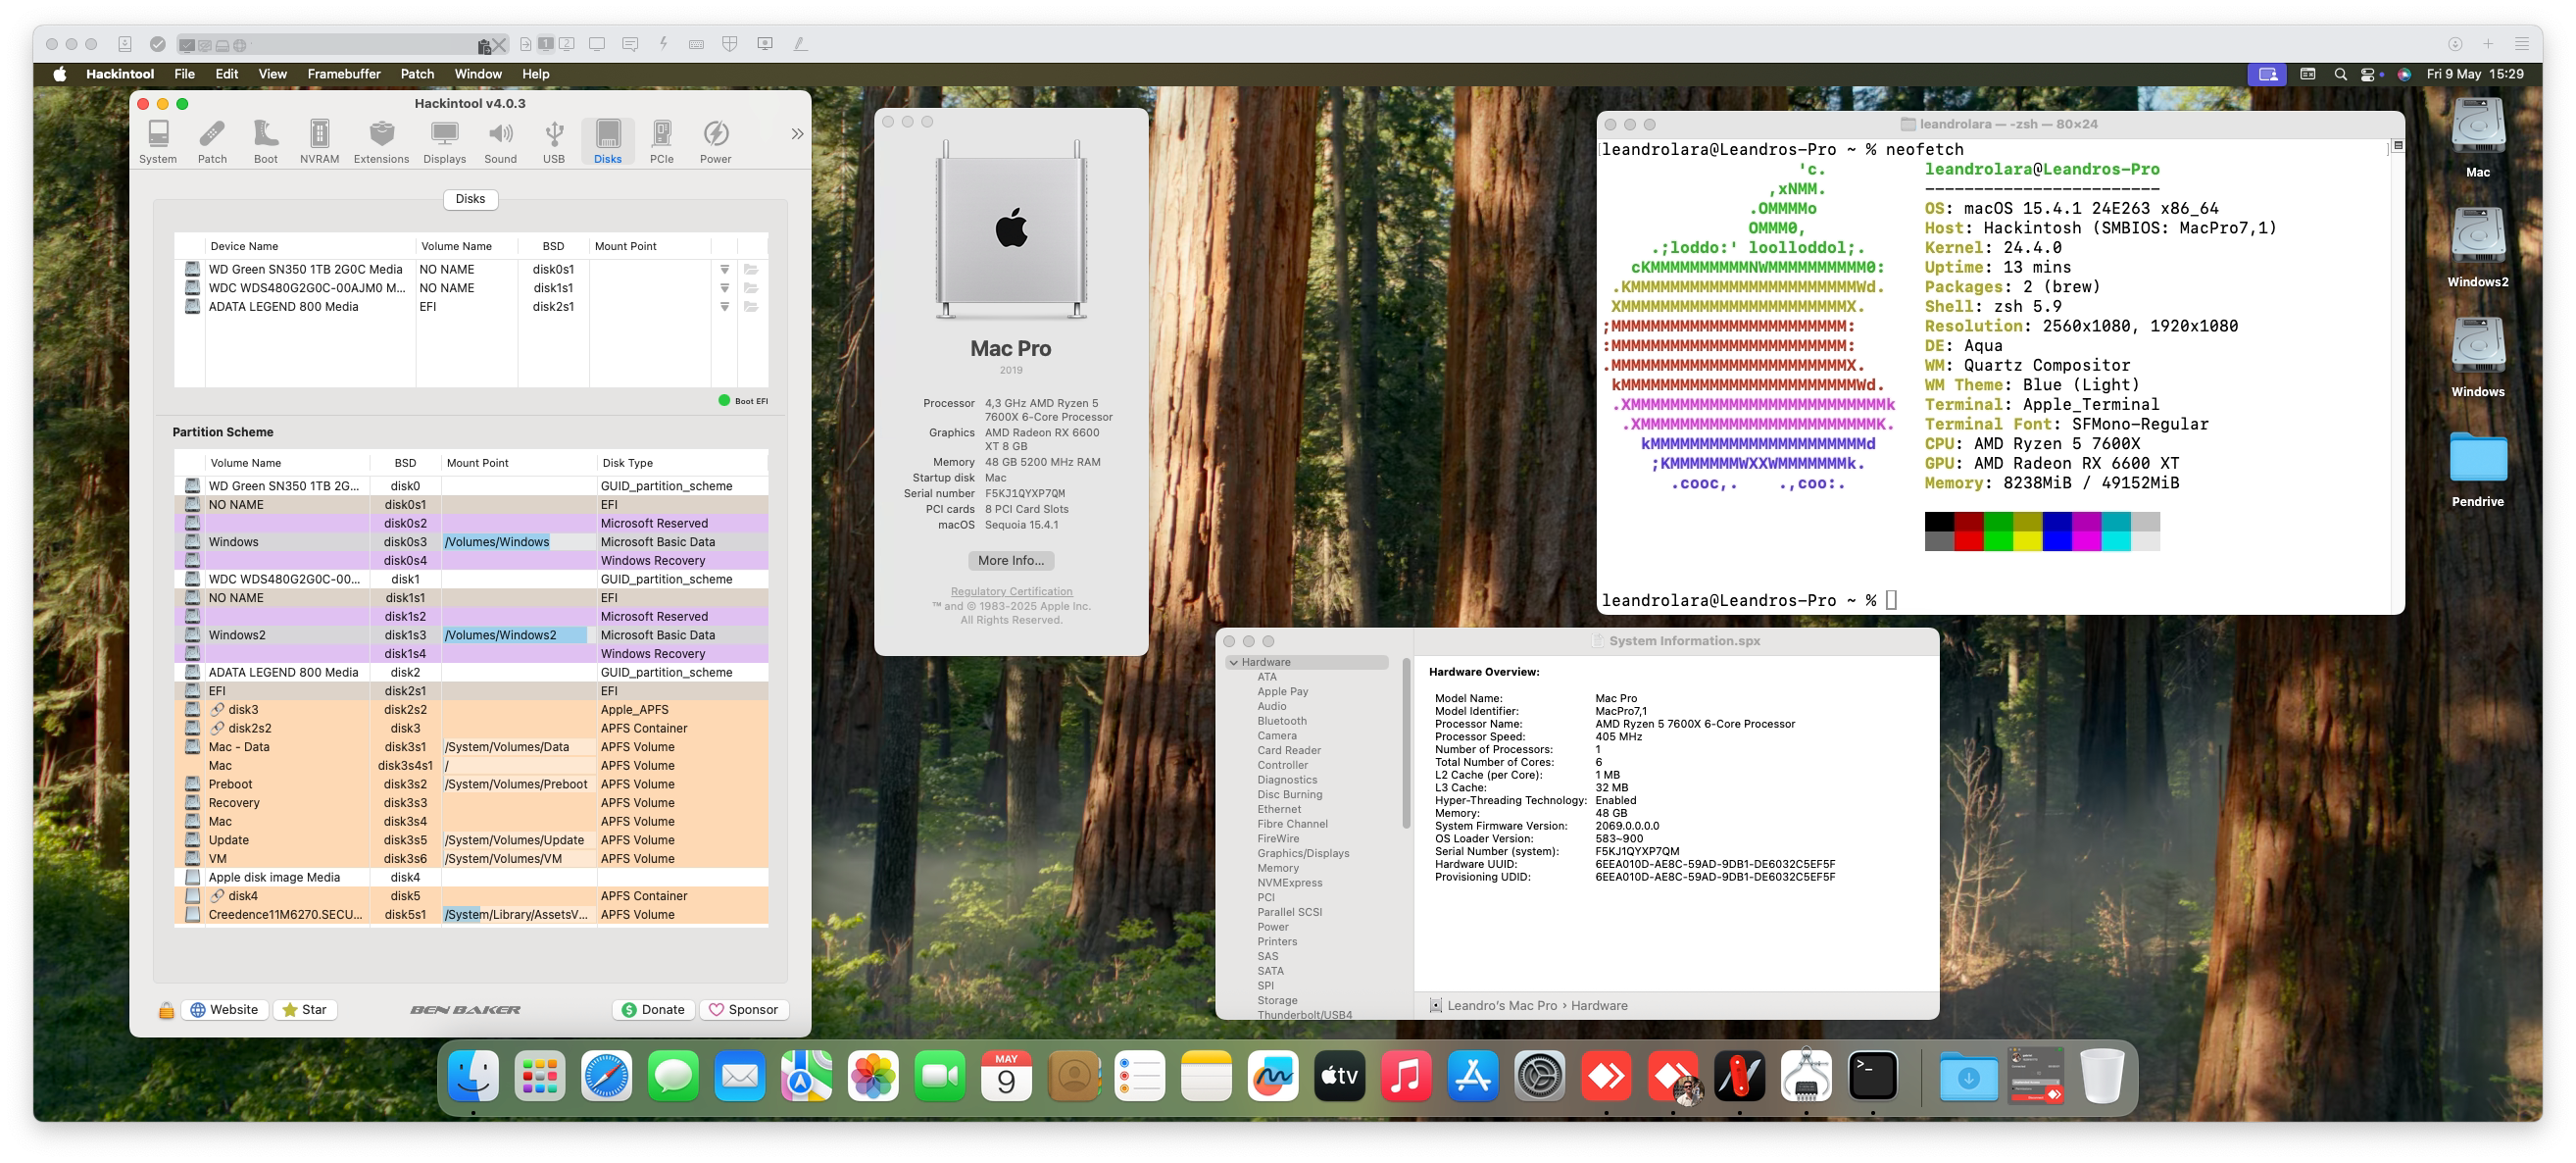 Hackintool File Edit View Framebuffer Patch Window Help
Fri 9 May 15:29
Hackintool v4.0.3
System Patch Boot NVRAM Extensions Displays Sound USB Disks PCIe Power
Disks
Device Name Volume Name BSD Mount Point
WD Green SN350 1TB 2G0C Media NO NAME disk0s1
WDC WDS480G2G0C-00AJM0 M... NO NAME disk1s1
ADATA LEGEND 800 Media EFI disk2s1
Boot EFI
Partition Scheme
Volume Name BSD Mount Point Disk Type
WD Green SN350 1TB 2G... disk0 GUID_partition_scheme
NO NAME disk0s1 EFI
disk0s2 Microsoft Reserved
Windows disk0s3 /Volumes/Windows Microsoft Basic Data
disk0s4 Windows Recovery
WDC WDS480G2G0C-00... disk1 GUID_partition_scheme
NO NAME disk1s1 EFI
disk1s2 Microsoft Reserved
Windows2 disk1s3 /Volumes/Windows2 Microsoft Basic Data
disk1s4 Windows Recovery
ADATA LEGEND 800 Media disk2 GUID_partition_scheme
EFI disk2s1 EFI
disk3 disk2s2 Apple_APFS
disk2s2 disk3 APFS Container
Mac - Data disk3s1 /System/Volumes/Data APFS Volume
Mac disk3s4s1 / APFS Volume
Preboot disk3s2 /System/Volumes/Preboot APFS Volume
Recovery disk3s3 APFS Volume
Mac disk3s4 APFS Volume
Update disk3s5 /System/Volumes/Update APFS Volume
VM disk3s6 /System/Volumes/VM APFS Volume
Apple disk image Media disk4
disk4 disk5 APFS Container
Creedence11M6270.SECU... disk5s1 /System/Library/AssetsV... APFS Volume
Website Star BEN BAKER Donate Sponsor
Mac Pro
2019
Processor 4,3 GHz AMD Ryzen 5
7600X 6-Core Processor
Graphics AMD Radeon RX 6600
XT 8 GB
Memory 48 GB 5200 MHz RAM
Startup disk Mac
Serial number F5KJ1QYXP7QM
PCI cards 8 PCI Card Slots
macOS Sequoia 15.4.1
More Info...
Regulatory Certification
™ and © 1983-2025 Apple Inc.
All Rights Reserved.
leandrolara — -zsh — 80×24
leandrolara@Leandros-Pro ~ % neofetch
'c. leandrolara@Leandros-Pro
,xNMM. ------------------------
.OMMMMo OS: macOS 15.4.1 24E263 x86_64
OMMM0, Host: Hackintosh (SMBIOS: MacPro7,1)
.;loddo:' loolloddol;. Kernel: 24.4.0
cKMMMMMMMMMMNWMMMMMMMMMM0: Uptime: 13 mins
.KMMMMMMMMMMMMMMMMMMMMMMMWd. Packages: 2 (brew)
XMMMMMMMMMMMMMMMMMMMMMMMX. Shell: zsh 5.9
;MMMMMMMMMMMMMMMMMMMMMMMM: Resolution: 2560x1080, 1920x1080
:MMMMMMMMMMMMMMMMMMMMMMMM: DE: Aqua
.MMMMMMMMMMMMMMMMMMMMMMMMX. WM: Quartz Compositor
kMMMMMMMMMMMMMMMMMMMMMMMMWd. WM Theme: Blue (Light)
.XMMMMMMMMMMMMMMMMMMMMMMMMMMk Terminal: Apple_Terminal
.XMMMMMMMMMMMMMMMMMMMMMMMMK. Terminal Font: SFMono-Regular
kMMMMMMMMMMMMMMMMMMMMMMd CPU: AMD Ryzen 5 7600X
;KMMMMMMMWXXWMMMMMMMk. GPU: AMD Radeon RX 6600 XT
.cooc,. .,coo:. Memory: 8238MiB / 49152MiB
leandrolara@Leandros-Pro ~ %
System Information.spx
Hardware
ATA
Apple Pay
Audio
Bluetooth
Camera
Card Reader
Controller
Diagnostics
Disc Burning
Ethernet
Fibre Channel
FireWire
Graphics/Displays
Memory
NVMExpress
PCI
Parallel SCSI
Power
Printers
SAS
SATA
SPI
Storage
Thunderbolt/USB4
Hardware Overview:
Model Name: Mac Pro
Model Identifier: MacPro7,1
Processor Name: AMD Ryzen 5 7600X 6-Core Processor
Processor Speed: 405 MHz
Number of Processors: 1
Total Number of Cores: 6
L2 Cache (per Core): 1 MB
L3 Cache: 32 MB
Hyper-Threading Technology: Enabled
Memory: 48 GB
System Firmware Version: 2069.0.0.0.0
OS Loader Version: 583~900
Serial Number (system): F5KJ1QYXP7QM
Hardware UUID: 6EEA010D-AE8C-59AD-9DB1-DE6032C5EF5F
Provisioning UDID: 6EEA010D-AE8C-59AD-9DB1-DE6032C5EF5F
Leandro's Mac Pro › Hardware
Mac
Windows2
Windows
Pendrive
MAY
9
tv